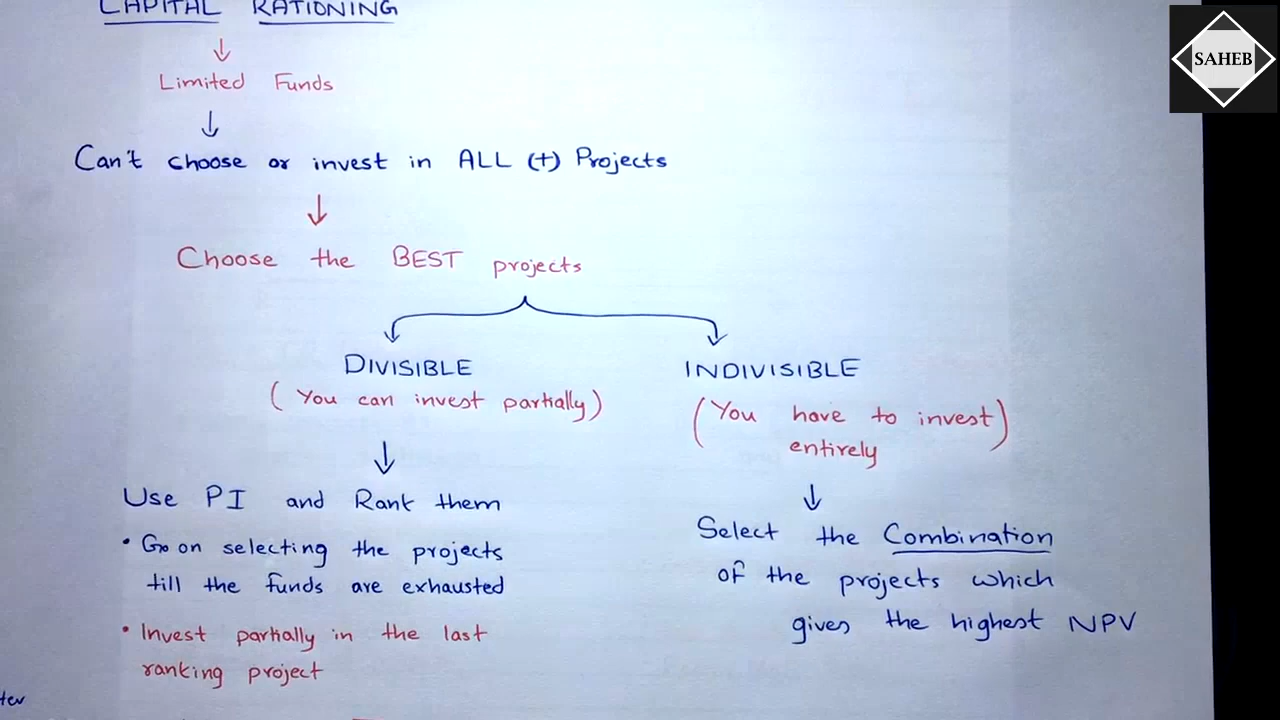 CAPITAL RATIONING
SAHEB
Limited Funds
Can't choose or invest in ALL (+) Projects
Choose the BEST projects
DIVISIBLE
(You can invest partially)
INDIVISIBLE
(You have to invest)
entirely
Use PI and Rank them
• Go on selecting the projects
till the funds are exhausted
• Invest partially in the last
ranking project
Select the Combination
of the projects which
gives the highest NPV